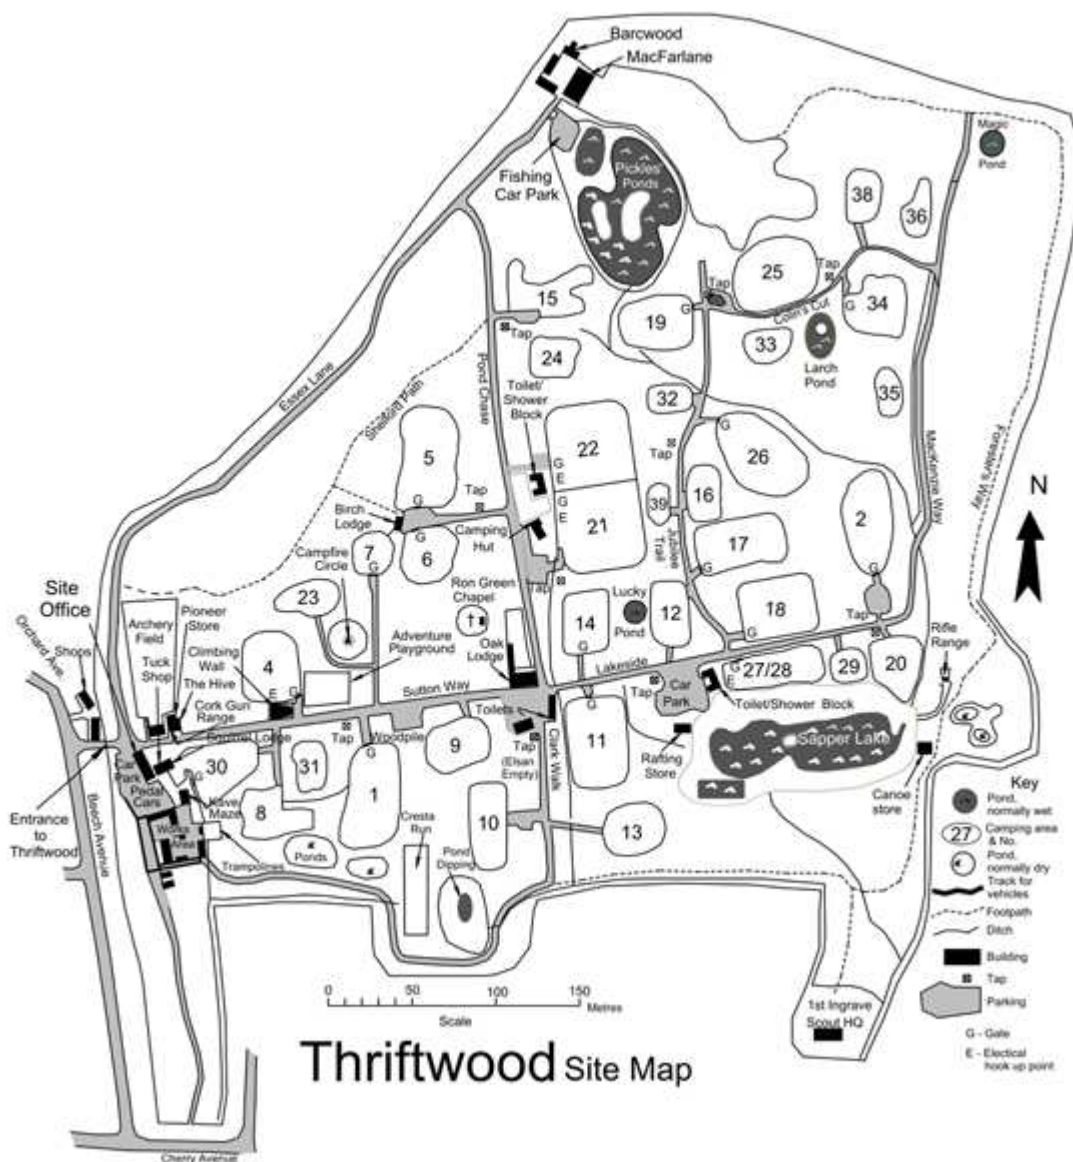 Barcwood
MacFarlane
Magic
Pond
Fishing
Car Park
Pickles'
Ponds
38
36
25
Tap
Tap
34
G
15
19
G
Colin's Cut
33
Larch
Pond
Tap
24
Essex Lane
Shelford Path
Pond Chase
Toilet/
Shower
Block
32
35
MacKenzie Way
Forester's Way
N
5
22
G
Tap
26
G
E
G
Tap
G
Birch
Lodge
Camping
Hut
E
21
39
16
2
7
G
6
G
Jubilee
Trail
17
G
G
Campfire
Circle
Ron Green
Chapel
Tap
Site
Office
Pioneer
Store
23
Lucky
Pond
14
12
18
G
Tap
Rifle
Range
Orchard Ave.
Shops
Archery
Field
Climbing
Wall
4
Adventure
Playground
Oak
Lodge
Tuck
Shop
The Hive
E
G
Lakeside
G
E
27/28
29
20
Cork Gun
Range
Sutton Way
Toilets
Tap
Car
Park
Toilet/Shower Block
Squirrel Lodge
Tap
Woodpile
9
Tap
(Elsan
Empty)
Clark Walk
G
11
Rafting
Store
Sapper Lake
Car
Park
Pedal
Cars
30
G
31
G
1
Canoe
store
Entrance
to
Thriftwood
Beech Avenue
Kave
Maze
8
Works
Area
Trampolines
Ponds
Cresta
Run
10
13
Pond
Dipping
Key
Pond,
normally wet
27
Camping area
& No.
Pond,
normally dry
Track for
vehicles
Footpath
Ditch
Building
Tap
Parking
G - Gate
E - Electical
hook up point
0
50
100
150
Metres
Scale
1st Ingrave
Scout HQ
Thriftwood Site Map
Cherry Avenue